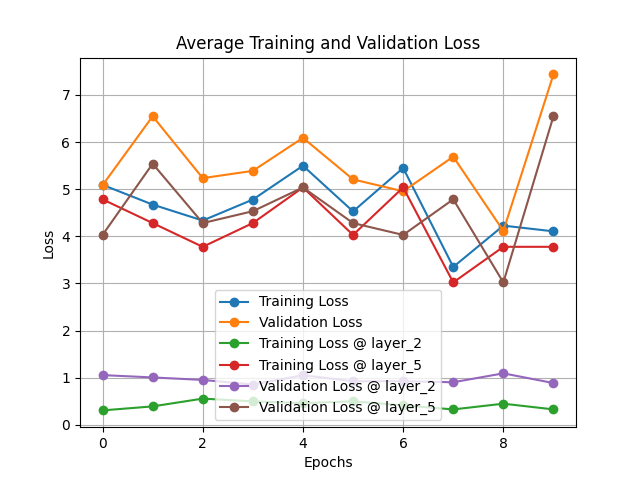 Average Training and Validation Loss
Loss
7
6
5
4
3
2
1
0
Training Loss
Validation Loss
Training Loss @ layer_2
Training Loss @ layer_5
Validation Loss @ layer_2
Validation Loss @ layer_5
0 2 4 6 8
Epochs